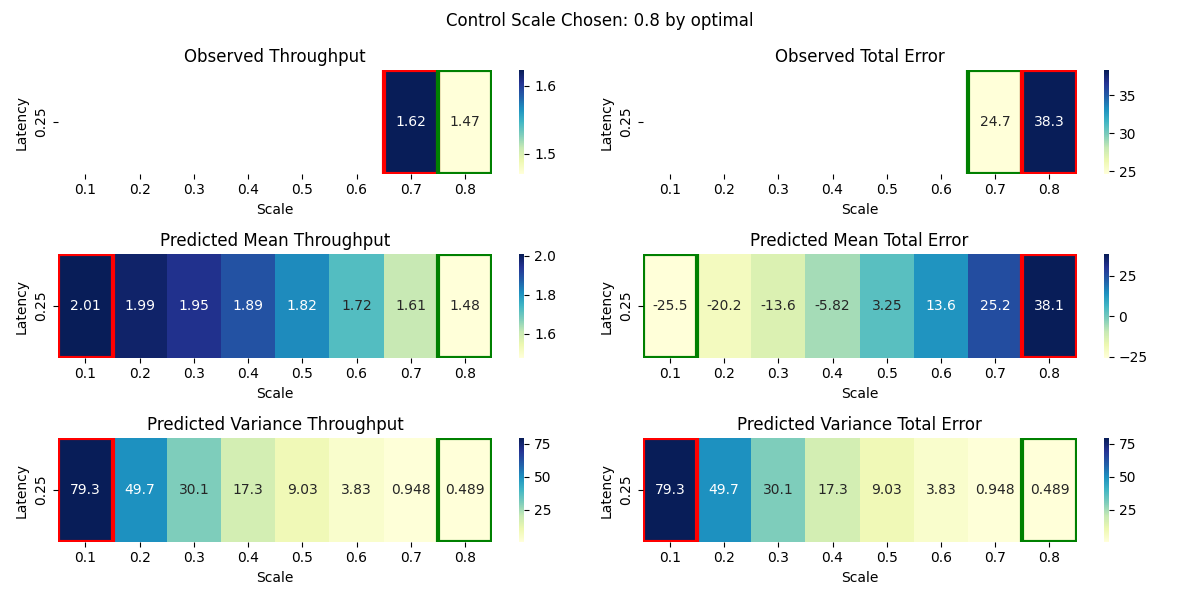 Control Scale Chosen: 0.8 by optimal
Observed Throughput
Latency
0.25
1.62 1.47
0.1 0.2 0.3 0.4 0.5 0.6 0.7 0.8
Scale
1.6
1.5
Observed Total Error
Latency
0.25
24.7 38.3
0.1 0.2 0.3 0.4 0.5 0.6 0.7 0.8
Scale
35
30
25
Predicted Mean Throughput
Latency
0.25
2.01 1.99 1.95 1.89 1.82 1.72 1.61 1.48
0.1 0.2 0.3 0.4 0.5 0.6 0.7 0.8
Scale
2.0
1.8
1.6
Predicted Mean Total Error
Latency
0.25
-25.5 -20.2 -13.6 -5.82 3.25 13.6 25.2 38.1
0.1 0.2 0.3 0.4 0.5 0.6 0.7 0.8
Scale
25
0
−25
Predicted Variance Throughput
Latency
0.25
79.3 49.7 30.1 17.3 9.03 3.83 0.948 0.489
0.1 0.2 0.3 0.4 0.5 0.6 0.7 0.8
Scale
75
50
25
Predicted Variance Total Error
Latency
0.25
79.3 49.7 30.1 17.3 9.03 3.83 0.948 0.489
0.1 0.2 0.3 0.4 0.5 0.6 0.7 0.8
Scale
75
50
25